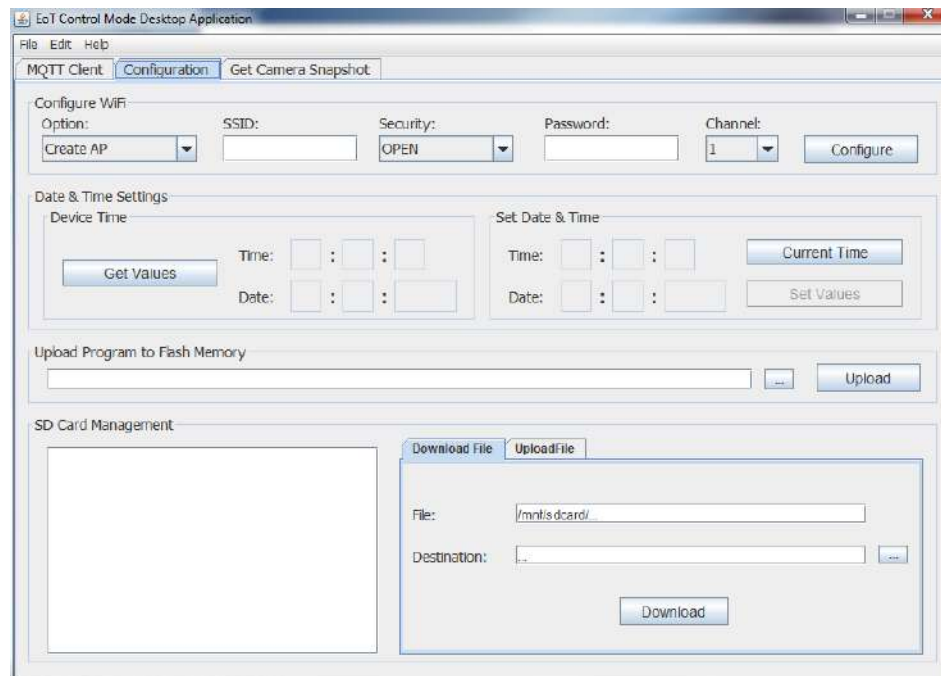 EoT Control Mode Desktop Application
File Edit Help
MQTT Client Configuration Get Camera Snapshot
Configure WiFi
Option: SSID: Security: Password: Channel:
Create AP OPEN 1 Configure
Date & Time Settings
Device Time Set Date & Time
Time: : : Time: : : Current Time
Get Values
Date: : : Date: : : Set Values
Upload Program to Flash Memory
... Upload
SD Card Management
Download File UploadFile
File: /mnt/sdcard/...
Destination: ... ...
Download